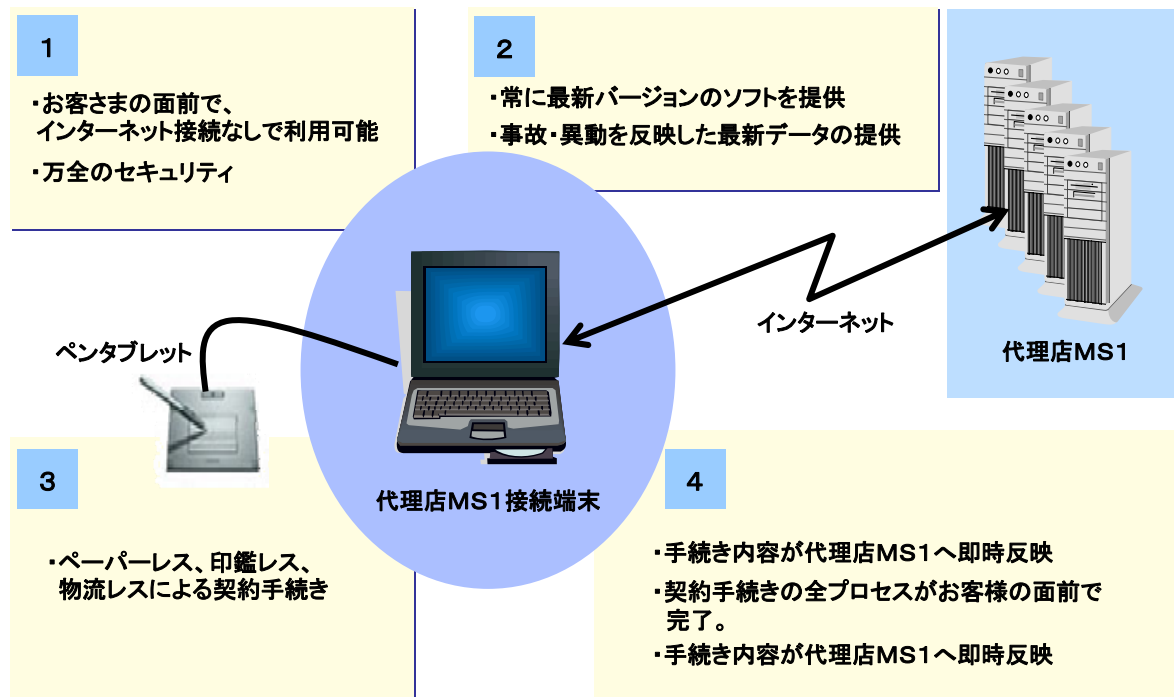 1
・お客さまの面前で、
インターネット接続なしで利用可能
・万全のセキュリティ
2
・常に最新バージョンのソフトを提供
・事故・異動を反映した最新データの提供
インターネット
代理店MS1
ペンタブレット
代理店MS1接続端末
3
・ペーパーレス、印鑑レス、
物流レスによる契約手続き
4
・手続き内容が代理店MS1へ即時反映
・契約手続きの全プロセスがお客様の面前で
完了。
・手続き内容が代理店MS1へ即時反映